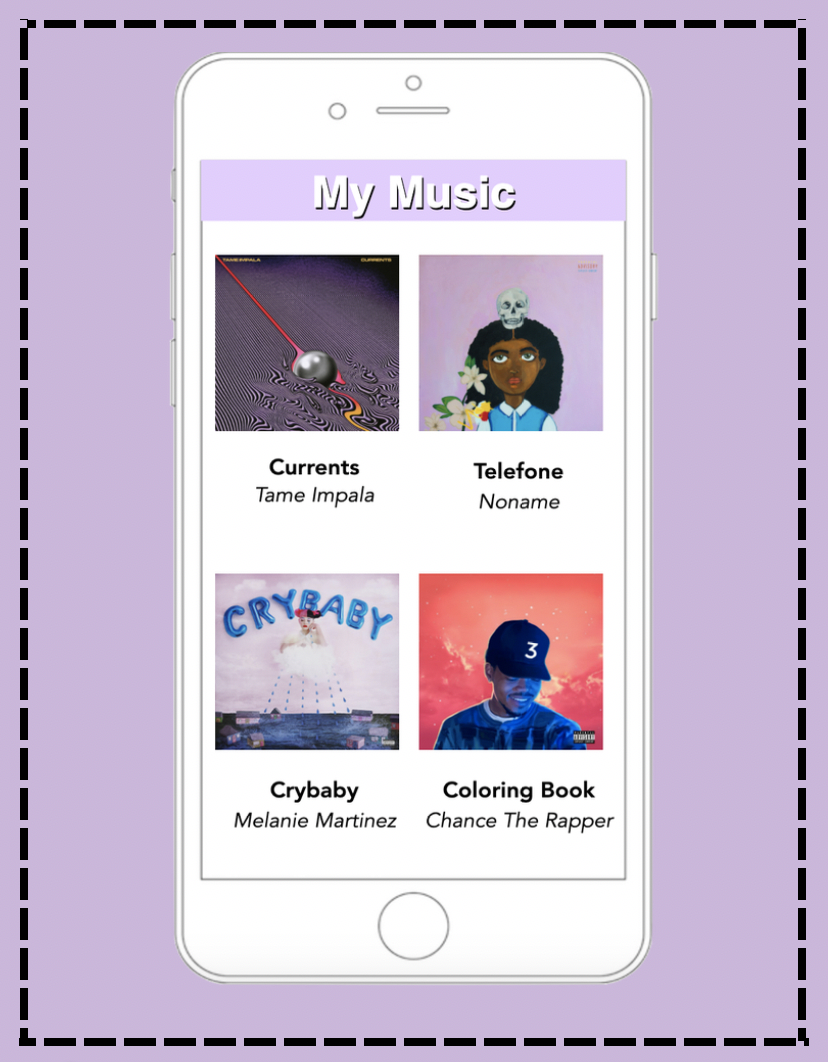 My Music
TAME IMPALA CURRENTS
Currents
Tame Impala
Telefone
Noname
CRYBABY
3
Crybaby
Melanie Martinez
Coloring Book
Chance The Rapper